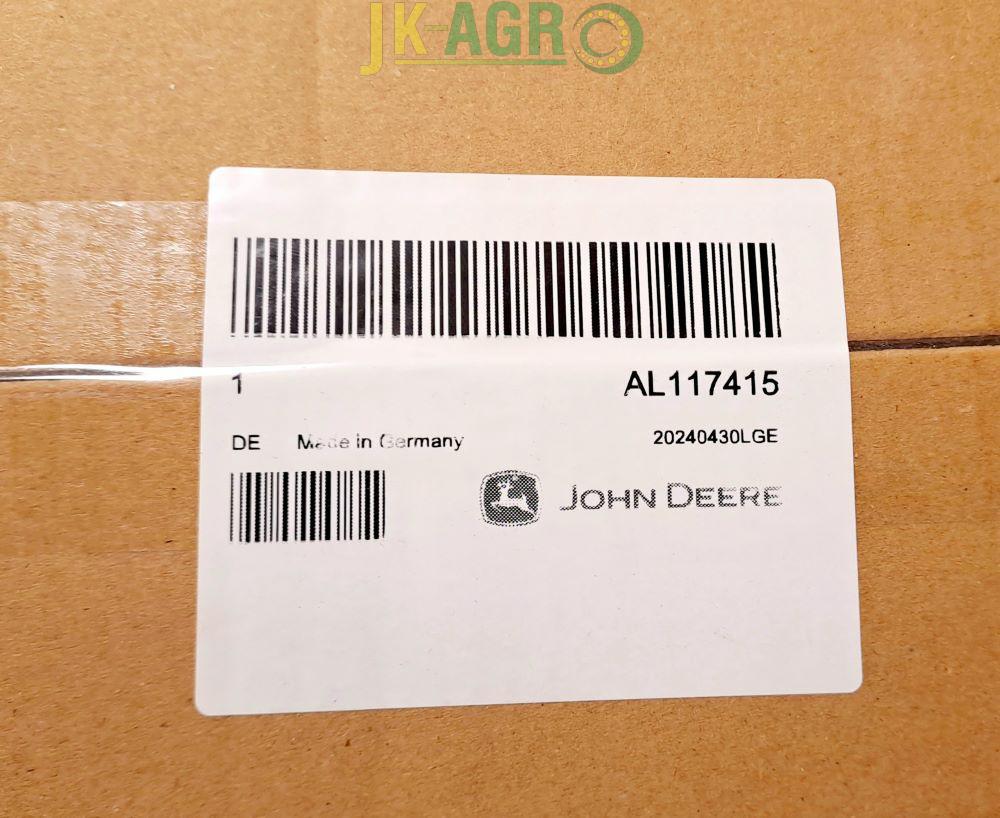 JK-AGRO
1 AL117415
DE Made in Germany 20240430LGE
JOHN DEERE